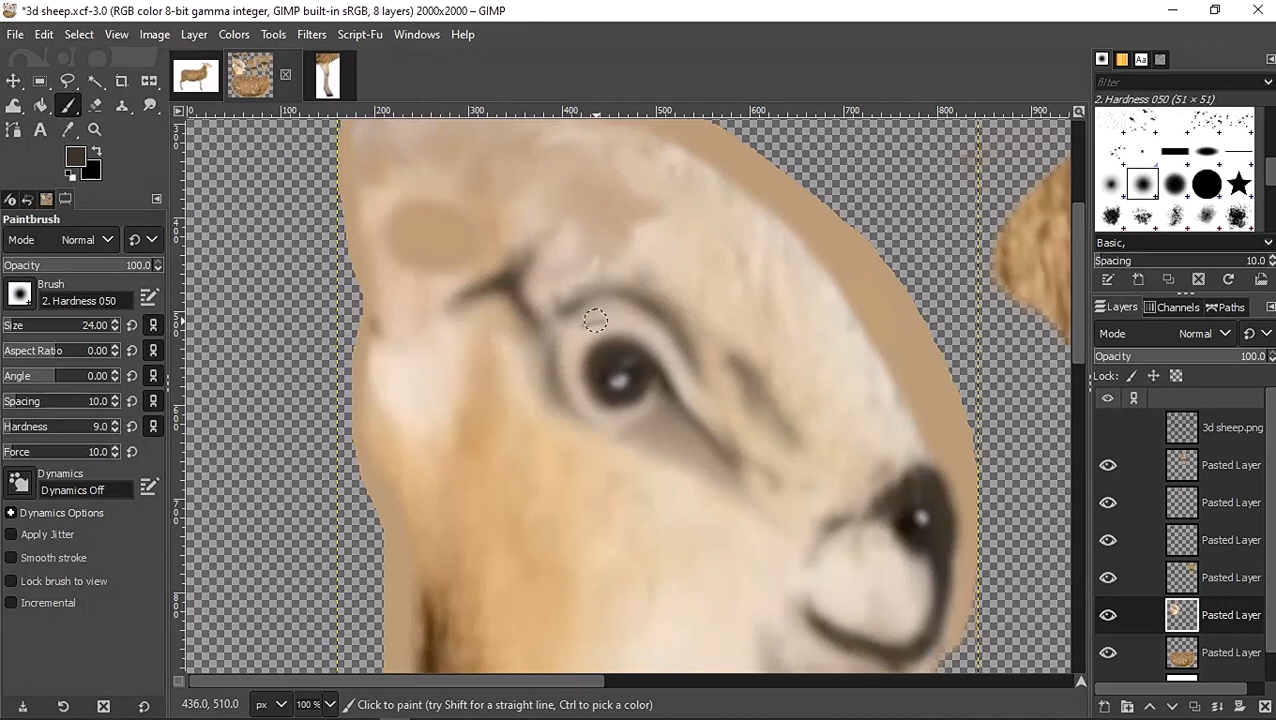 *3d sheep.xcf-3.0 (RGB color 8-bit gamma integer, GIMP built-in sRGB, 8 layers) 2000x2000 – GIMP
File Edit Select View Image Layer Colors Tools Filters Script-Fu Windows Help
filter
2. Hardness 050 (51 × 51)
0 100 200 300 400 500 600 700 800 900
300
400
500
600
700
800
Paintbrush
Mode Normal
Opacity 100.0
Brush
2. Hardness 050
Size 24.00
Aspect Ratio 0.00
Angle 0.00
Spacing 10.0
Hardness 9.0
Force 10.0
Dynamics
Dynamics Off
Dynamics Options
Apply Jitter
Smooth stroke
Lock brush to view
Incremental
Basic,
Spacing 10.0
Layers Channels Paths
Mode Normal
Opacity 100.0
Lock:
3d sheep.png
Pasted Layer
Pasted Layer
Pasted Layer
Pasted Layer
Pasted Layer
Pasted Layer
436.0, 510.0 px 100 % Click to paint (try Shift for a straight line, Ctrl to pick a color)